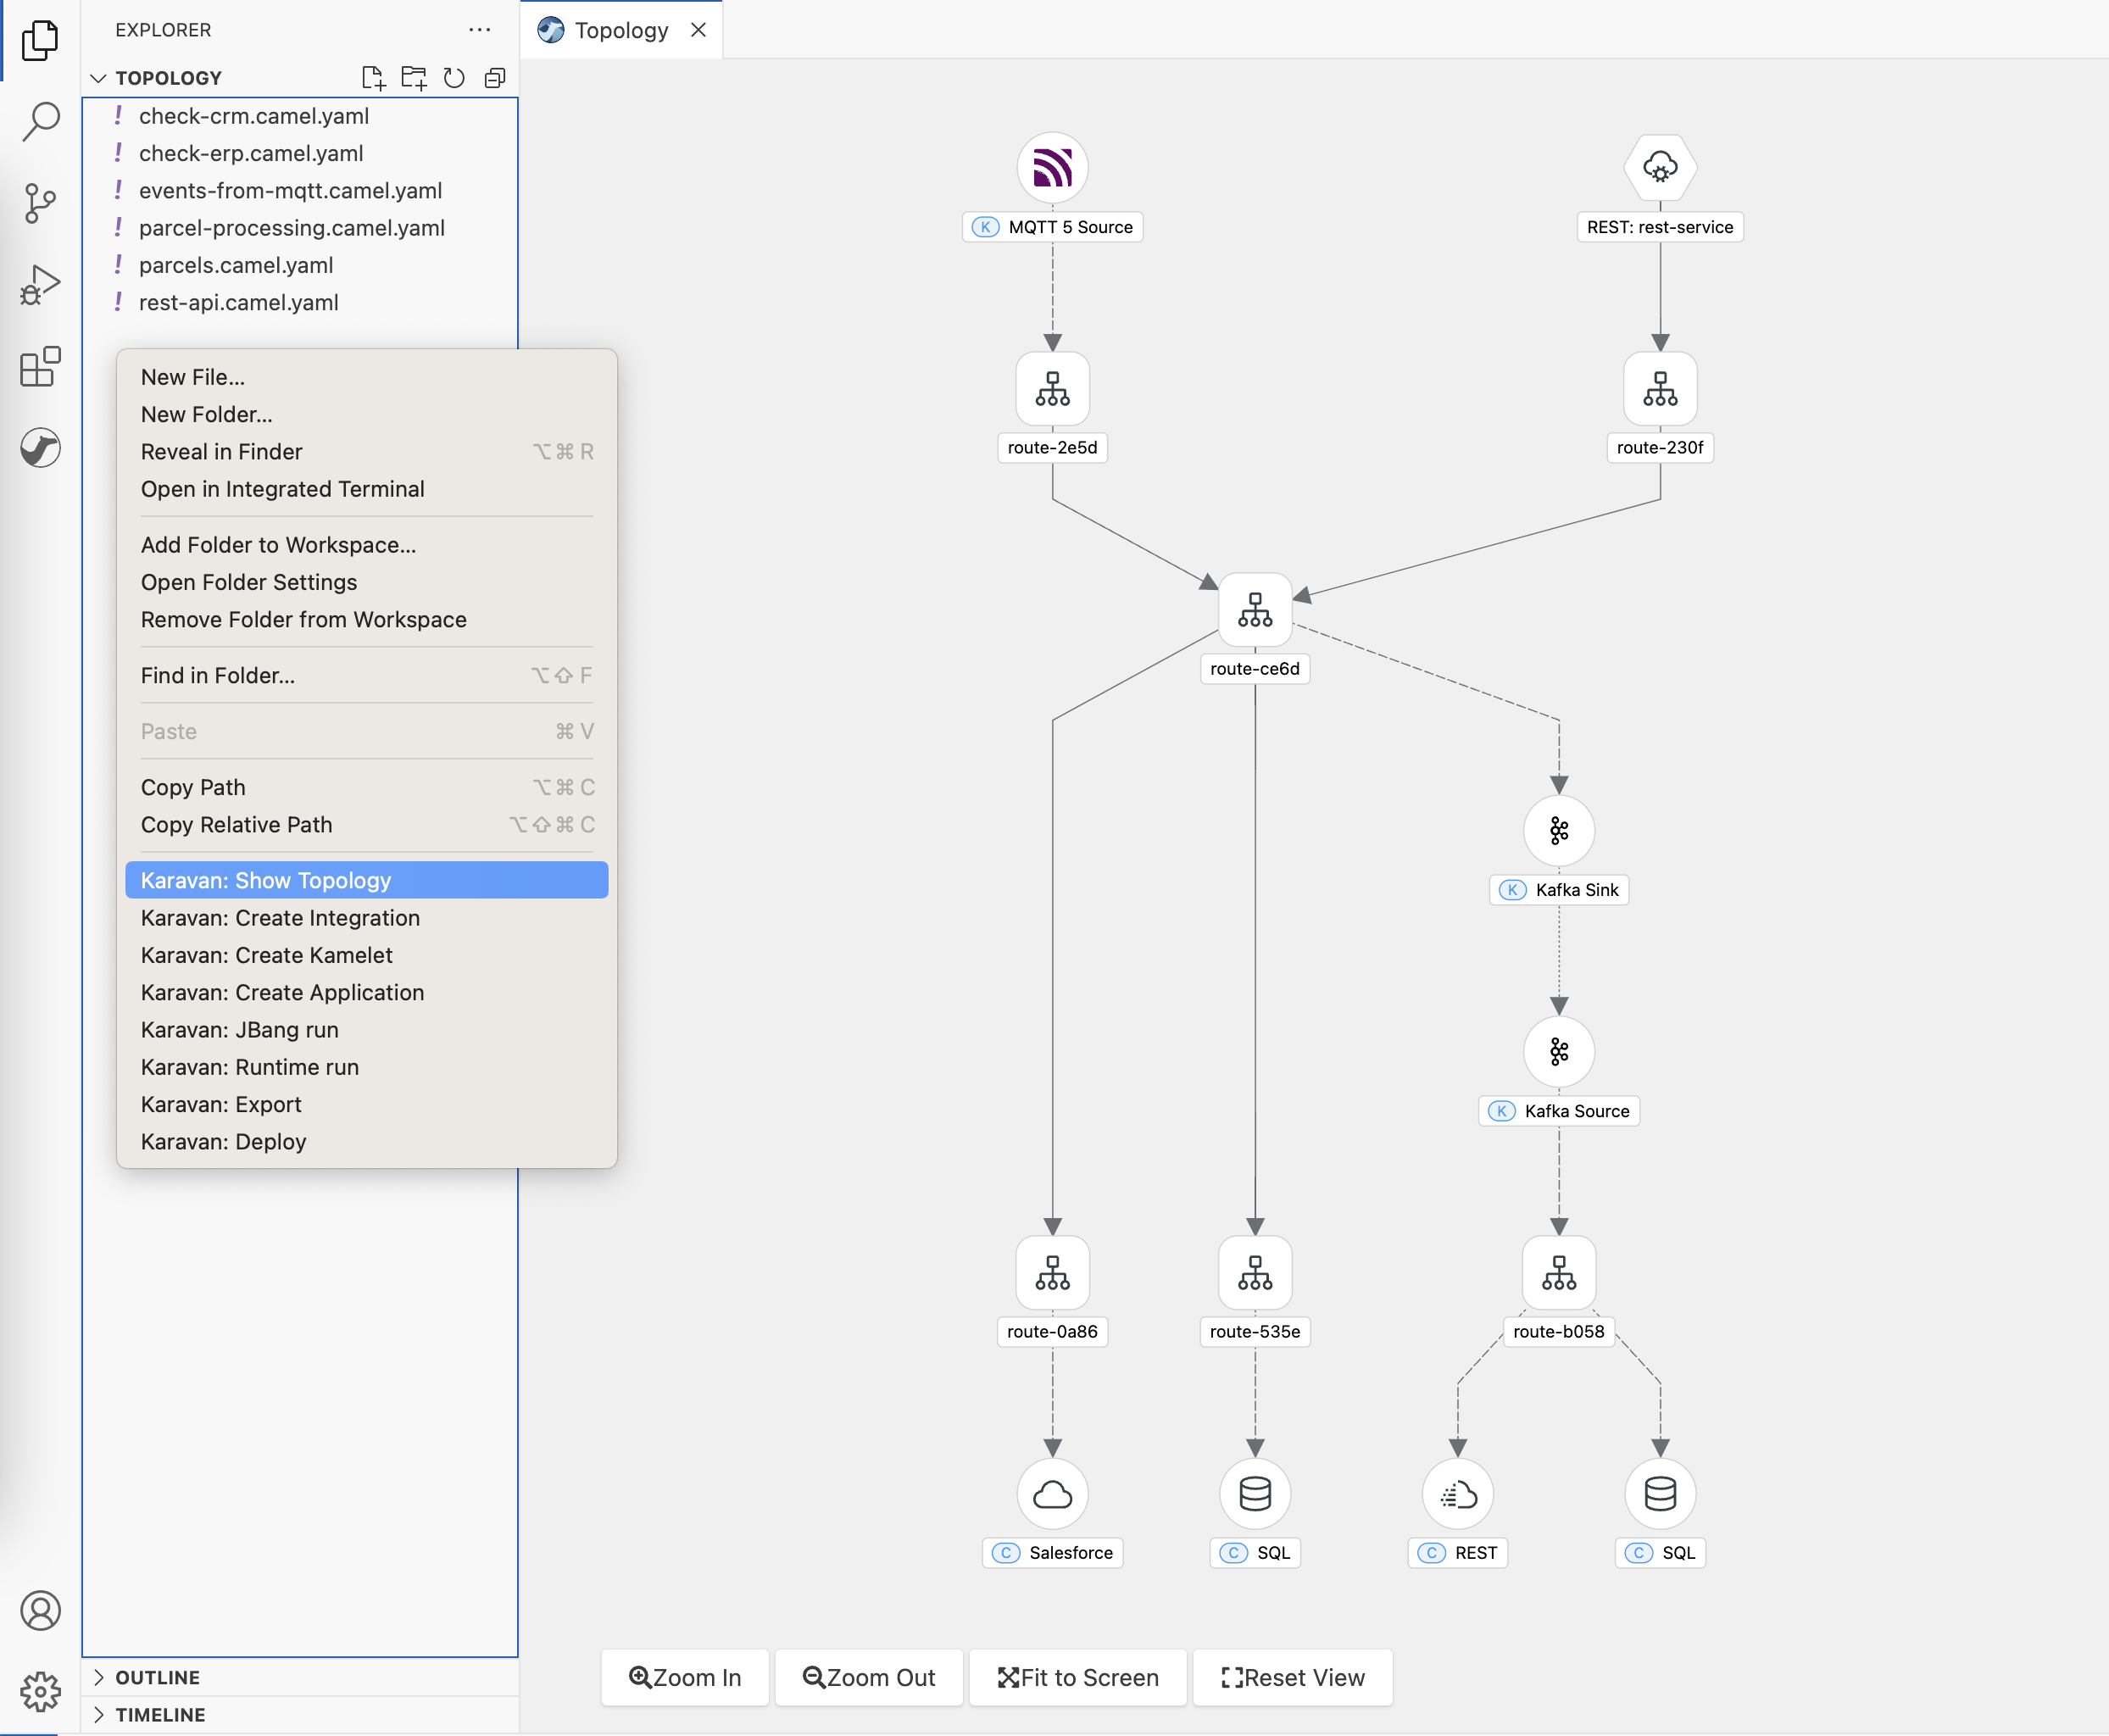 EXPLORER
TOPOLOGY
! check-crm.camel.yaml
! check-erp.camel.yaml
! events-from-mqtt.camel.yaml
! parcel-processing.camel.yaml
! parcels.camel.yaml
! rest-api.camel.yaml
New File...
New Folder...
Reveal in Finder ⌥⌘R
Open in Integrated Terminal
Add Folder to Workspace...
Open Folder Settings
Remove Folder from Workspace
Find in Folder... ⌥⇧F
Paste ⌘V
Copy Path ⌥⌘C
Copy Relative Path ⌥⇧⌘C
Karavan: Show Topology
Karavan: Create Integration
Karavan: Create Kamelet
Karavan: Create Application
Karavan: JBang run
Karavan: Runtime run
Karavan: Export
Karavan: Deploy
OUTLINE
TIMELINE
Topology
K MQTT 5 Source
REST: rest-service
route-2e5d
route-230f
route-ce6d
K Kafka Sink
K Kafka Source
route-0a86
route-535e
route-b058
C Salesforce
C SQL
C REST
C SQL
Zoom In
Zoom Out
Fit to Screen
Reset View